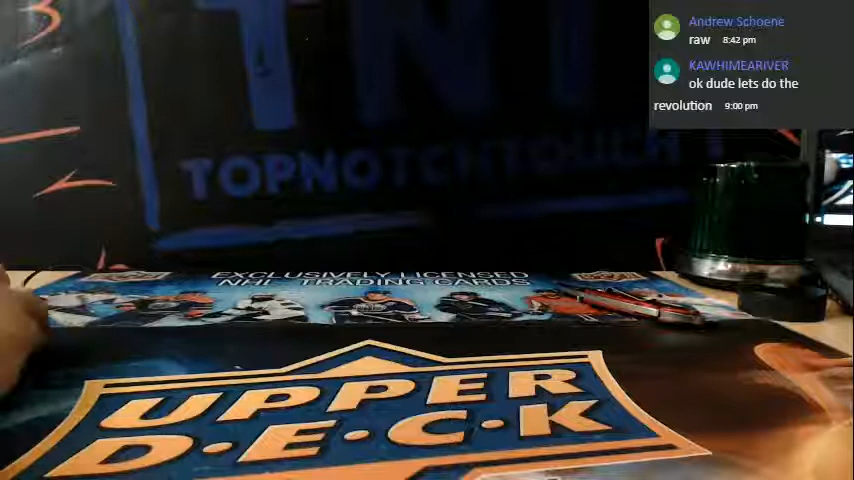 Andrew Schoene
raw 8:42 pm
KAWHIMEARIVER
ok dude lets do the
revolution 9:00 pm
TNT
TOPNOTCHTOUCH
EXCLUSIVELY LICENSED
NHL TRADING CARDS
UPPER
D·E·C·K